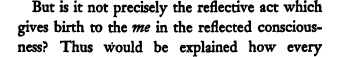 But is it not precisely the reflective act which
gives birth to the me in the reflected conscious-
ness? Thus would be explained how every